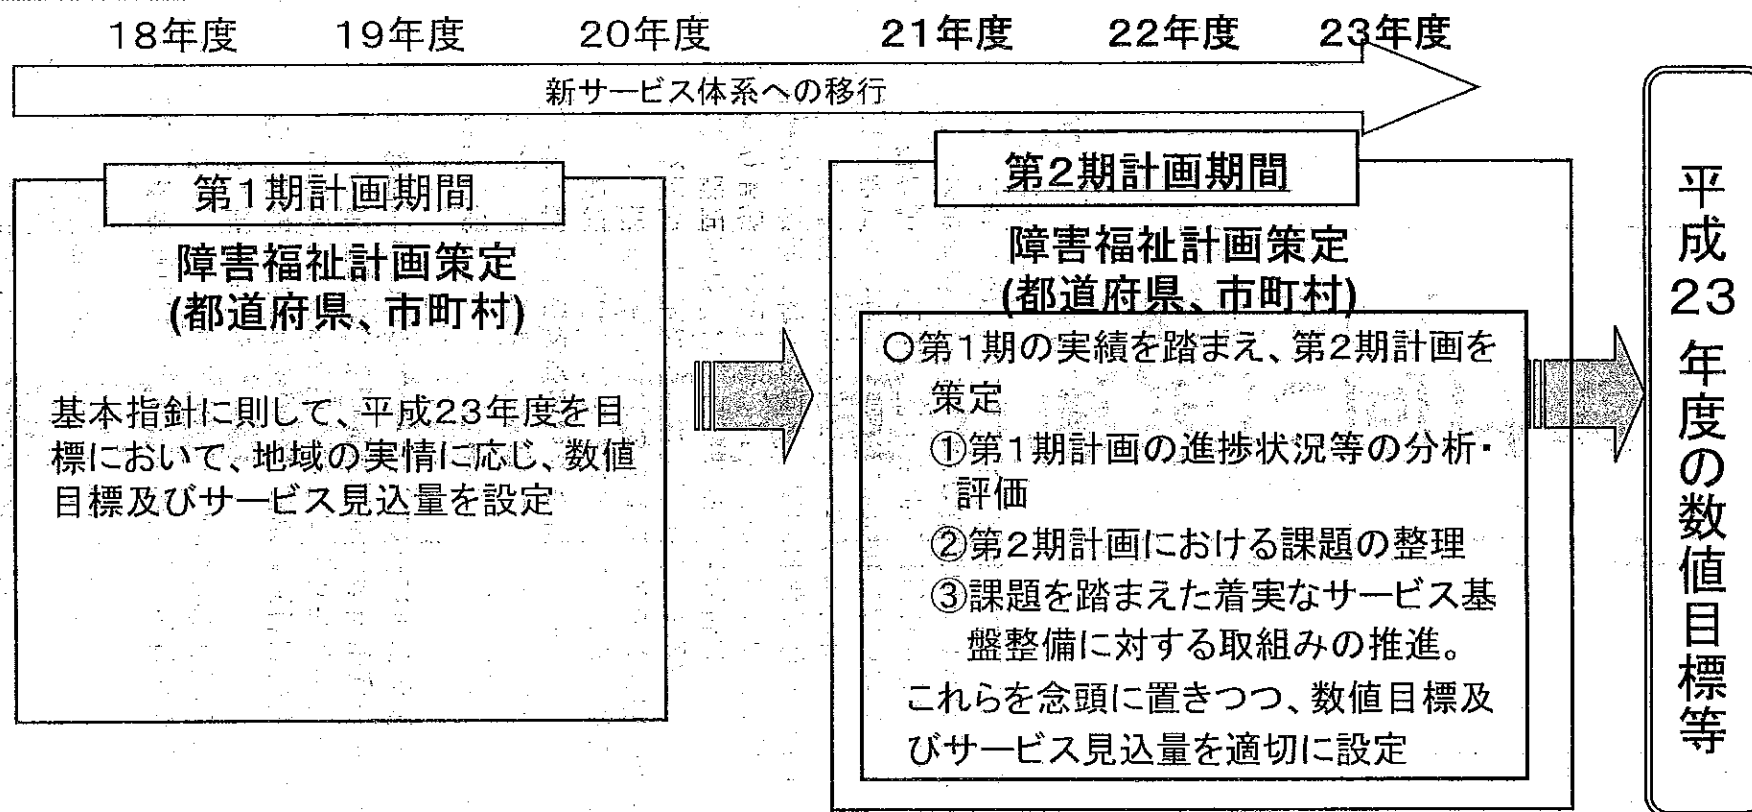 18年度 19年度 20年度 21年度 22年度 23年度
新サービス体系への移行
第1期計画期間
障害福祉計画策定
(都道府県、市町村)
基本指針に則して、平成23年度を目
標において、地域の実情に応じ、数値
目標及びサービス見込量を設定
第2期計画期間
障害福祉計画策定
(都道府県、市町村)
○第1期の実績を踏まえ、第2期計画を
策定
①第1期計画の進捗状況等の分析・
評価
②第2期計画における課題の整理
③課題を踏まえた着実なサービス基
盤整備に対する取組みの推進。
これらを念頭に置きつつ、数値目標及
びサービス見込量を適切に設定
平成23年度の数値目標等